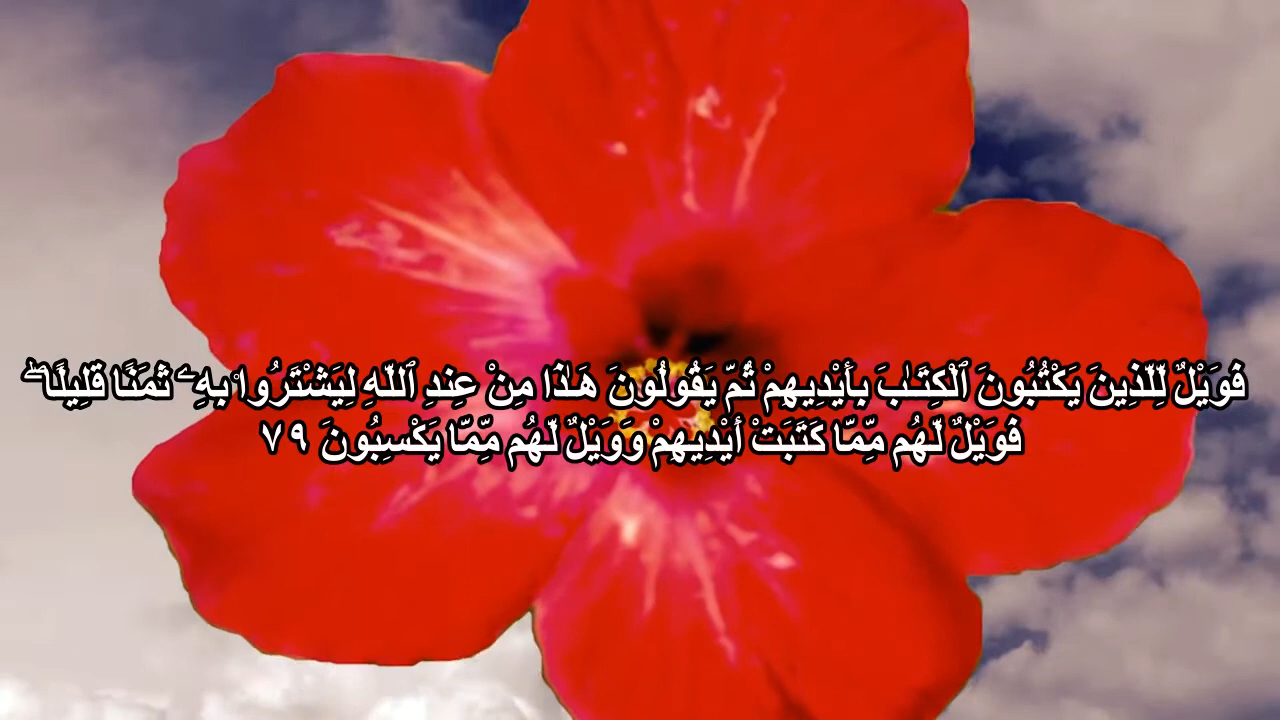 فَوَيْلٌ لِّلَّذِينَ يَكْتُبُونَ ٱلْكِتَـٰبَ بِأَيْدِيهِمْ ثُمَّ يَقُولُونَ هَـٰذَا مِنْ عِندِ ٱللَّهِ لِيَشْتَرُوا۟ بِهِۦ ثَمَنًا قَلِيلًا ۖ
فَوَيْلٌ لَّهُم مِّمَّا كَتَبَتْ أَيْدِيهِمْ وَوَيْلٌ لَّهُم مِّمَّا يَكْسِبُونَ ٧٩